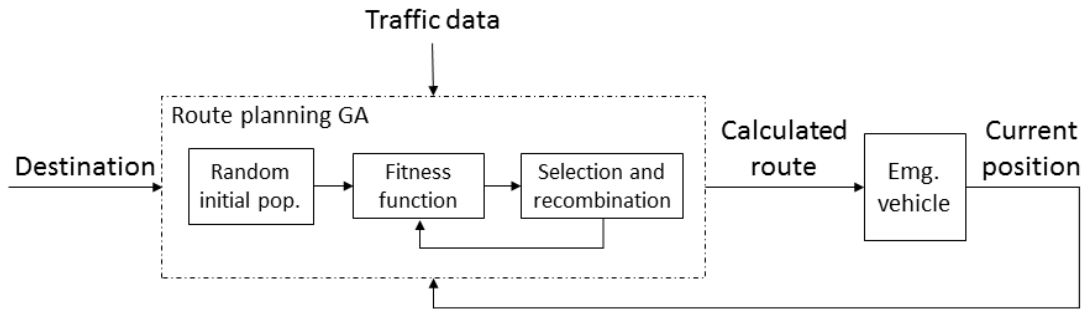 Traffic data
Route planning GA
Destination
Random
initial pop.
Fitness
function
Selection and
recombination
Calculated
route
Emg.
vehicle
Current
position